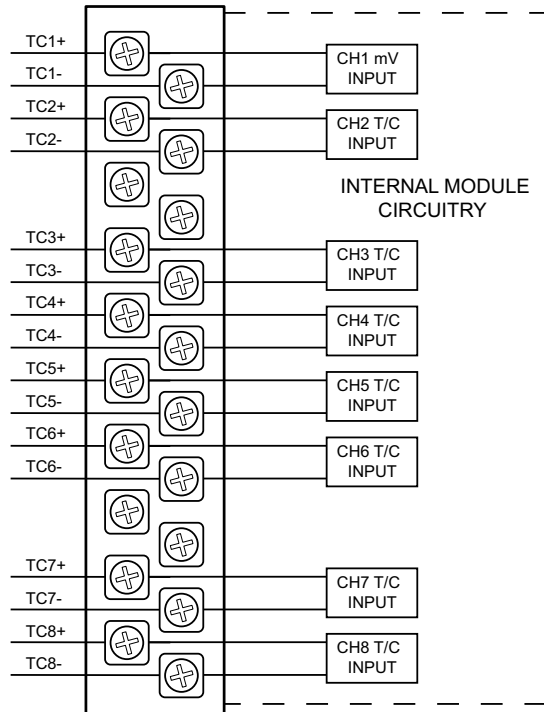 TC1+
CH1 mV
INPUT
TC1-
TC2+
CH2 T/C
INPUT
TC2-
INTERNAL MODULE
CIRCUITRY
TC3+
CH3 T/C
INPUT
TC3-
TC4+
CH4 T/C
INPUT
TC4-
TC5+
CH5 T/C
INPUT
TC5-
TC6+
CH6 T/C
INPUT
TC6-
TC7+
CH7 T/C
INPUT
TC7-
TC8+
CH8 T/C
INPUT
TC8-